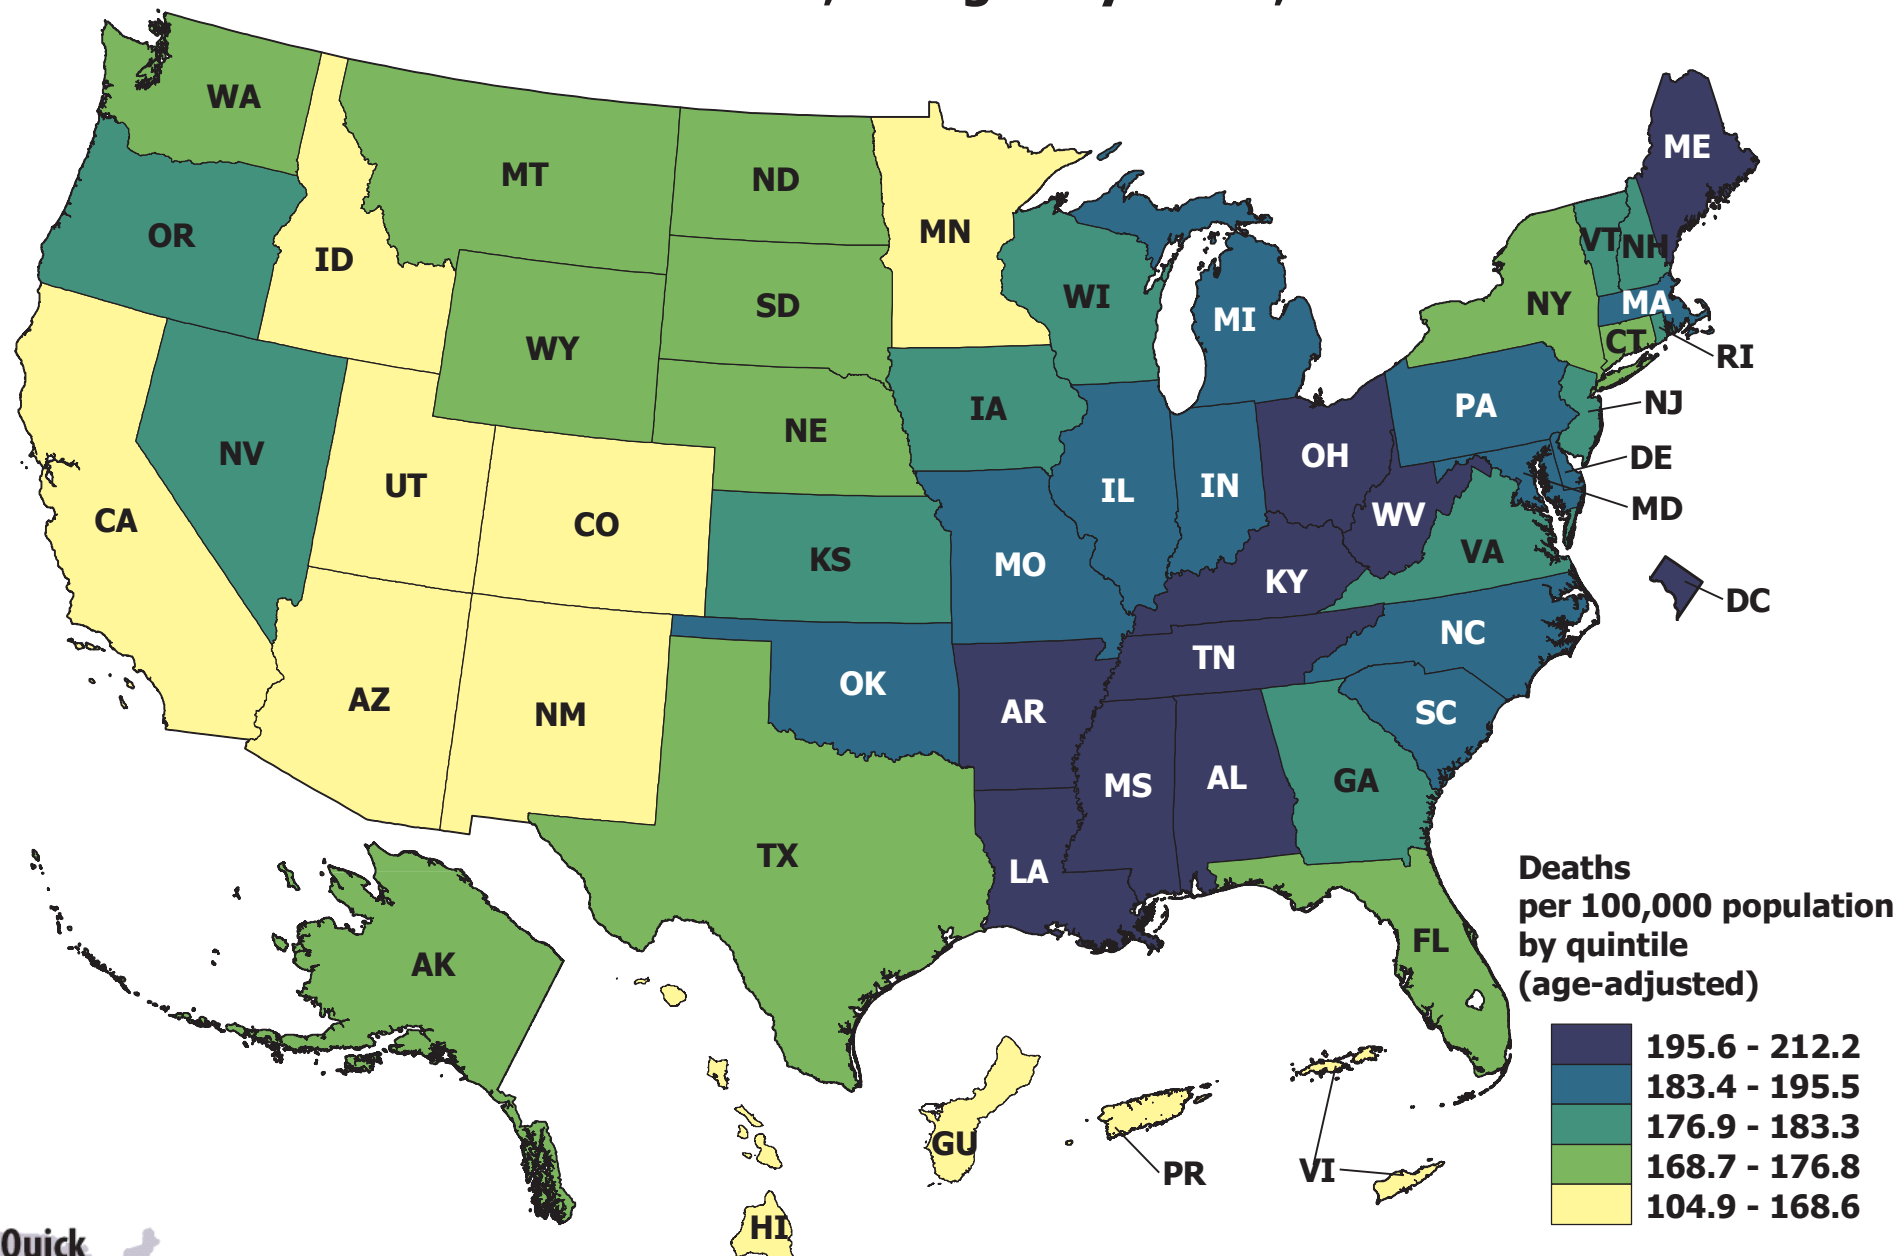 WA
MT
ND
MN
ME
OR
ID
VT
NH
WY
SD
WI
MI
NY
MA
CT
RI
NV
UT
CO
NE
IA
PA
NJ
DE
MD
CA
KS
MO
IL
IN
OH
WV
VA
KY
DC
AZ
NM
OK
AR
TN
NC
SC
TX
LA
MS
AL
GA
FL
AK
GU
PR
VI
HI
Deaths
per 100,000 population
by quintile
(age-adjusted)
195.6 - 212.2
183.4 - 195.5
176.9 - 183.3
168.7 - 176.8
104.9 - 168.6
Quick